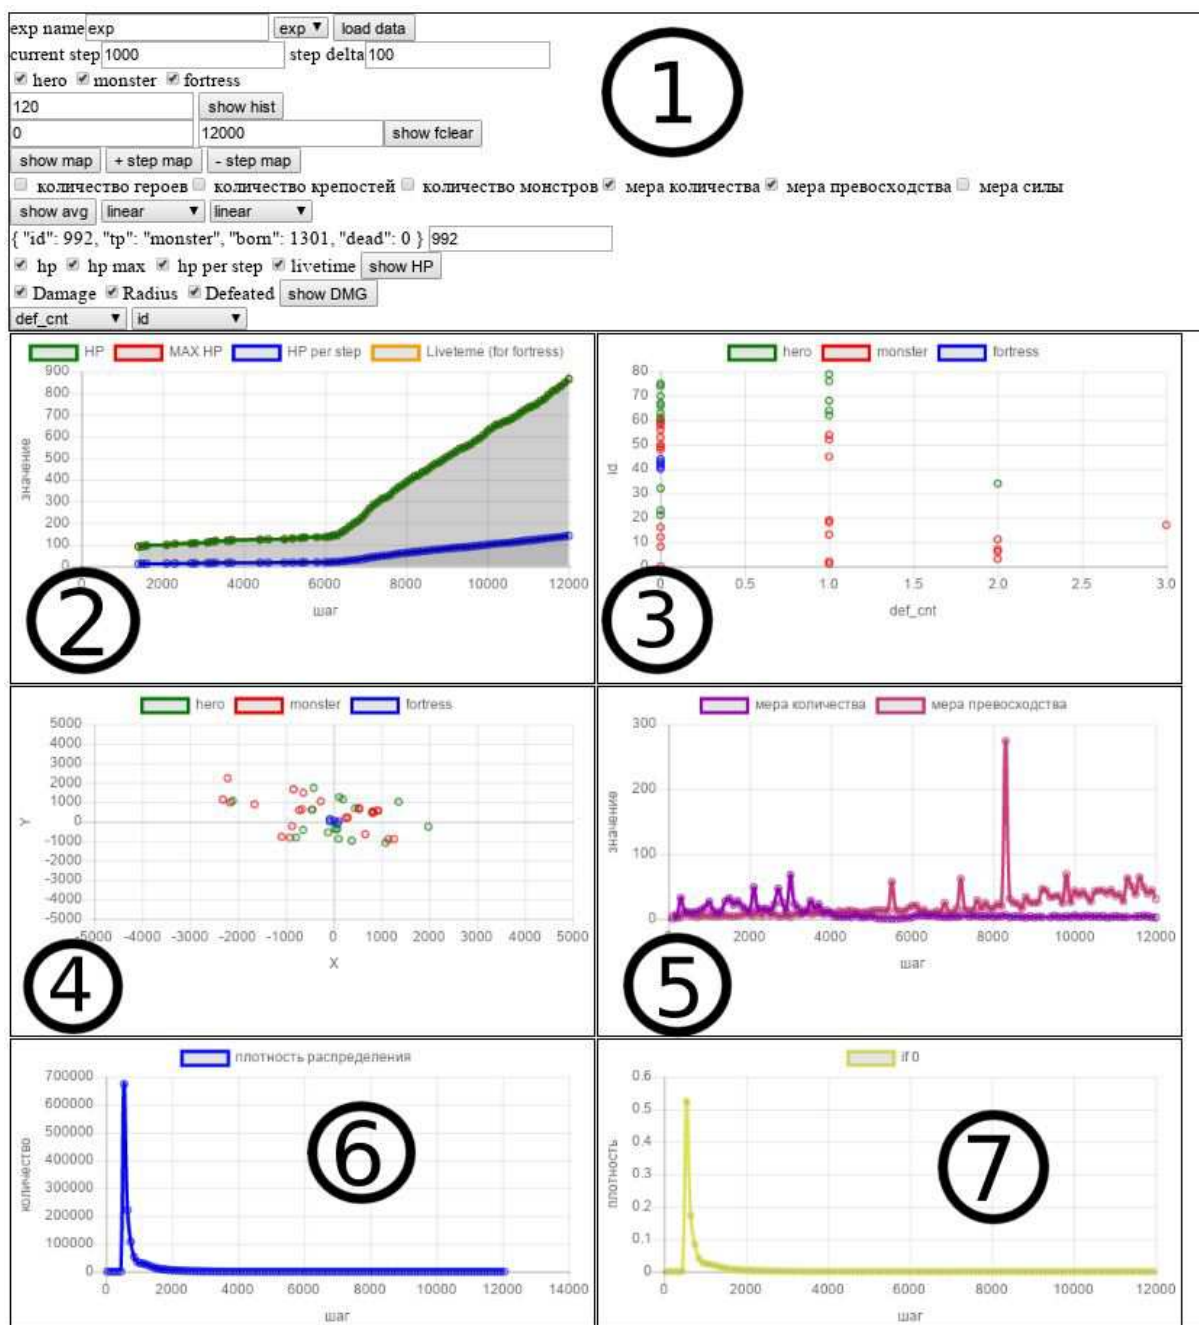 exp name exp exp ▼ load data
current step 1000 step delta 100
hero monster fortress
120 show hist
0 12000 show fclear
show map + step map - step map
количество героев количество крепостей количество монстров мера количества мера превосходства мера силы
show avg linear ▼ linear ▼
{ "id": 992, "tp": "monster", "born": 1301, "dead": 0 } 992
hp hp max hp per step livetime show HP
Damage Radius Defeated show DMG
def_cnt ▼ id ▼
1
HP MAX HP HP per step Liveteme (for fortress)
900
800
700
600
500
400
300
200
100
0
значение
0 2000 4000 6000 8000 10000 12000
шаг
2
hero monster fortress
80
70
60
50
40
30
20
10
0
id
0 0.5 1.0 1.5 2.0 2.5 3.0
def_cnt
3
hero monster fortress
5000
4000
3000
2000
1000
0
-1000
-2000
-3000
-4000
-5000
Y
-5000 -4000 -3000 -2000 -1000 0 1000 2000 3000 4000 5000
X
4
мера количества мера превосходства
300
200
100
0
значение
2000 4000 6000 8000 10000 12000
шаг
5
плотность распределения
700000
600000
500000
400000
300000
200000
100000
0
количество
0 2000 4000 6000 8000 10000 12000 14000
шаг
6
if 0
0.6
0.5
0.4
0.3
0.2
0.1
0
плотность
0 2000 4000 6000 8000 10000 12000
шаг
7